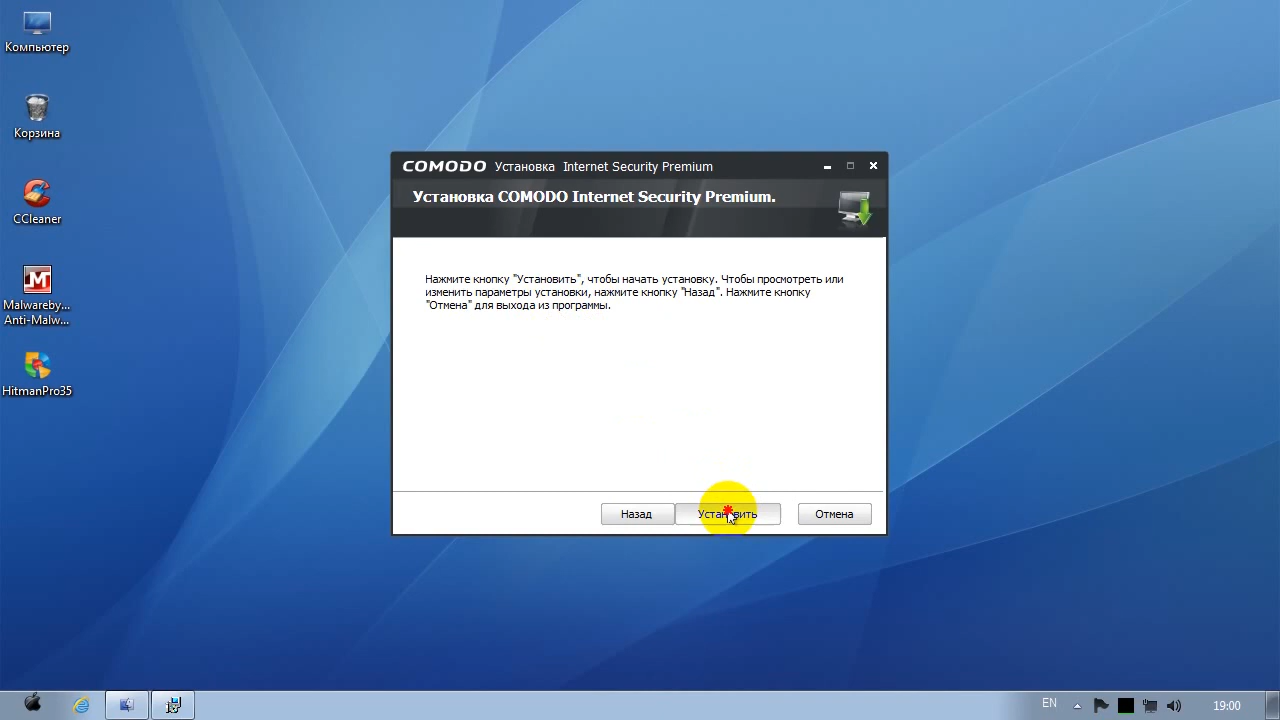 Компьютер
Корзина
CCleaner
Malwareby...
Anti-Malw...
HitmanPro35
COMODO Установка Internet Security Premium
Установка COMODO Internet Security Premium.
Нажмите кнопку "Установить", чтобы начать установку. Чтобы просмотреть или
изменить параметры установки, нажмите кнопку "Назад". Нажмите кнопку
"Отмена" для выхода из программы.
Назад Установить Отмена
EN 19:00